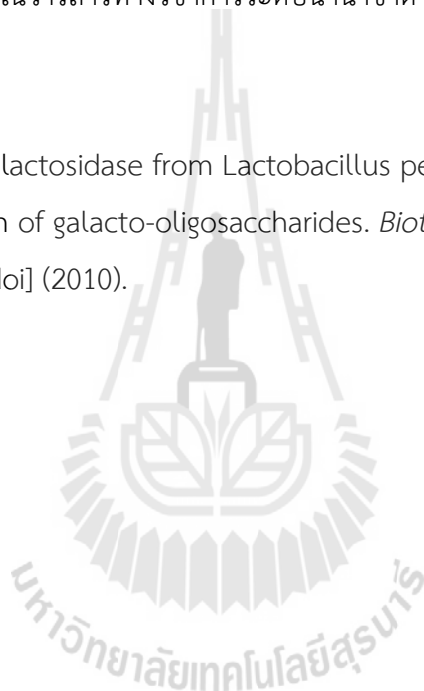 lactosidase from Lactobacillus pe
of galacto-oligosaccharides. Biot
doi] (2010).
มหาวิทยาลัยเทคโนโลยีสุรนารี